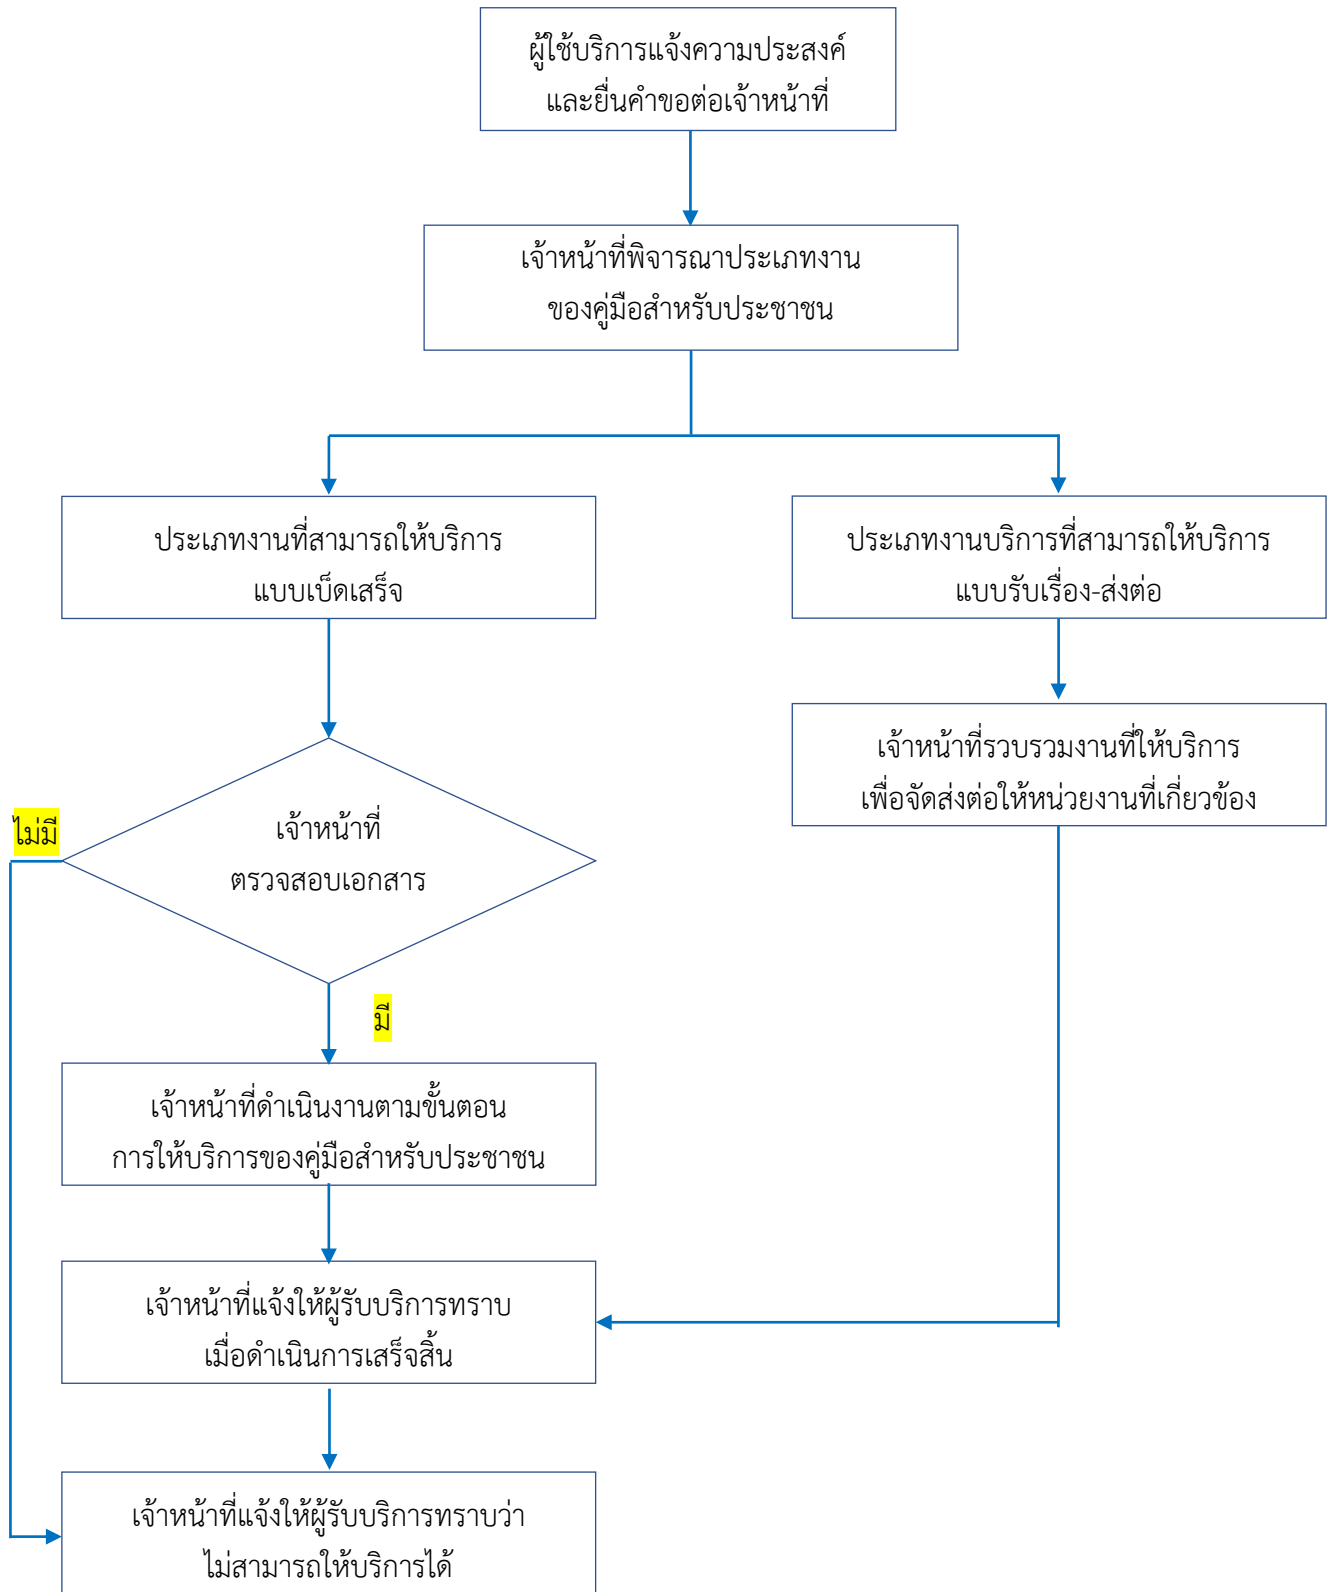 ผู้ใช้บริการแจ้งความประสงค์
และยื่นคำขอต่อเจ้าหน้าที่
เจ้าหน้าที่พิจารณาประเภทงาน
ของคู่มือสำหรับประชาชน
ประเภทงานที่สามารถให้บริการ
แบบเบ็ดเสร็จ
ประเภทงานบริการที่สามารถให้บริการ
แบบรับเรื่อง-ส่งต่อ
เจ้าหน้าที่รวบรวมงานที่ให้บริการ
เพื่อจัดส่งต่อให้หน่วยงานที่เกี่ยวข้อง
ไม่มี
เจ้าหน้าที่
ตรวจสอบเอกสาร
มี
เจ้าหน้าที่ดำเนินงานตามขั้นตอน
การให้บริการของคู่มือสำหรับประชาชน
เจ้าหน้าที่แจ้งให้ผู้รับบริการทราบ
เมื่อดำเนินการเสร็จสิ้น
เจ้าหน้าที่แจ้งให้ผู้รับบริการทราบว่า
ไม่สามารถให้บริการได้